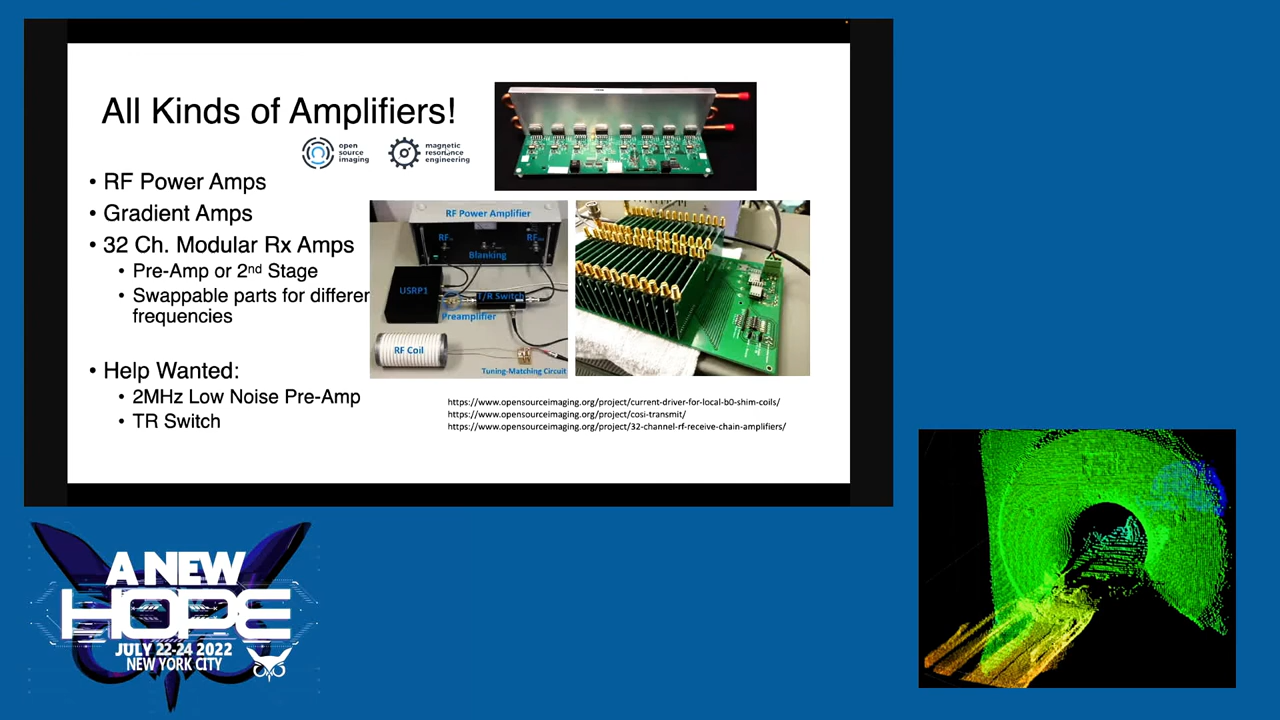 All Kinds of Amplifiers!
open
source
imaging
magnetic
resonance
engineering
• RF Power Amps
• Gradient Amps
• 32 Ch. Modular Rx Amps
• Pre-Amp or 2nd Stage
• Swappable parts for differen
frequencies
• Help Wanted:
• 2MHz Low Noise Pre-Amp
• TR Switch
RF Power Amplifier
Blanking
USRP1
T/R Switch
Preamplifier
RF Coil
Tuning-Matching Circuit
https://www.opensourceimaging.org/project/current-driver-for-local-b0-shim-coils/
https://www.opensourceimaging.org/project/cosi-transmit/
https://www.opensourceimaging.org/project/32-channel-rf-receive-chain-amplifiers/
A NEW
HOPE
JULY 22-24 2022
NEW YORK CITY